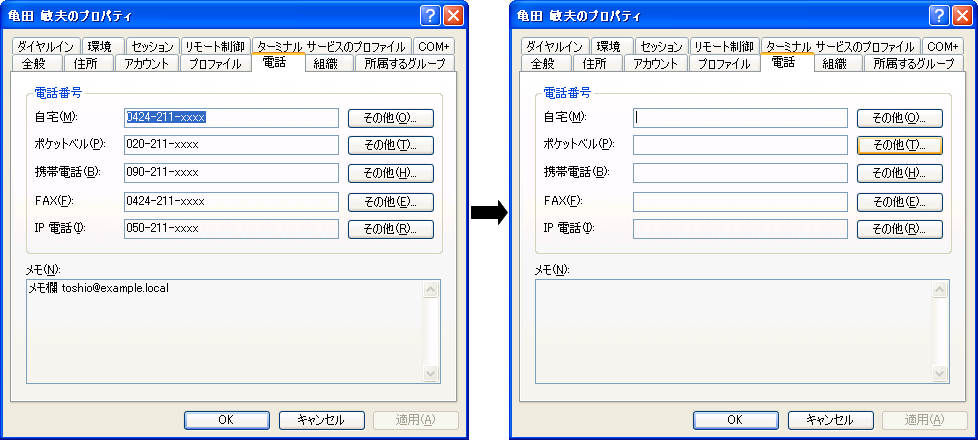 亀田 敏夫のプロパティ
ダイヤルイン 環境 セッション リモート制御 ターミナル サービスのプロファイル COM+
全般 住所 アカウント プロファイル 電話 組織 所属するグループ
電話番号
自宅(M): 0424-211-xxxx その他(O)...
ポケットベル(P): 020-211-xxxx その他(T)...
携帯電話(B): 090-211-xxxx その他(H)...
FAX(F): 0424-211-xxxx その他(E)...
IP 電話(I): 050-211-xxxx その他(R)...
メモ(N):
メモ欄 toshio@example.local
OK キャンセル 適用(A)
亀田 敏夫のプロパティ
ダイヤルイン 環境 セッション リモート制御 ターミナル サービスのプロファイル COM+
全般 住所 アカウント プロファイル 電話 組織 所属するグループ
電話番号
自宅(M): その他(O)...
ポケットベル(P): その他(T)...
携帯電話(B): その他(H)...
FAX(F): その他(E)...
IP 電話(I): その他(R)...
メモ(N):
OK キャンセル 適用(A)